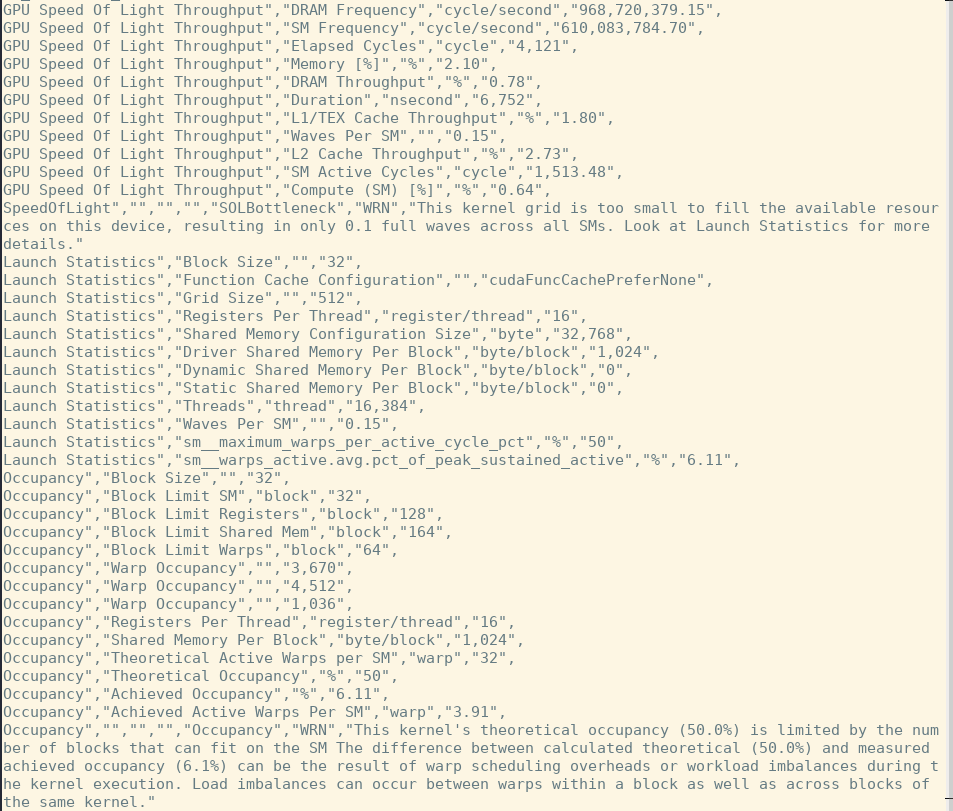 GPU Speed Of Light Throughput","DRAM Frequency","cycle/second","968,720,379.15",
GPU Speed Of Light Throughput","SM Frequency","cycle/second","610,083,784.70",
GPU Speed Of Light Throughput","Elapsed Cycles","cycle","4,121",
GPU Speed Of Light Throughput","Memory [%]","%","2.10",
GPU Speed Of Light Throughput","DRAM Throughput","%","0.78",
GPU Speed Of Light Throughput","Duration","nsecond","6,752",
GPU Speed Of Light Throughput","L1/TEX Cache Throughput","%","1.80",
GPU Speed Of Light Throughput","Waves Per SM","","0.15",
GPU Speed Of Light Throughput","L2 Cache Throughput","%","2.73",
GPU Speed Of Light Throughput","SM Active Cycles","cycle","1,513.48",
GPU Speed Of Light Throughput","Compute (SM) [%]","%","0.64",
SpeedOfLight","","","","SOLBottleneck","WRN","This kernel grid is too small to fill the available resour
ces on this device, resulting in only 0.1 full waves across all SMs. Look at Launch Statistics for more
details."
Launch Statistics","Block Size","","32",
Launch Statistics","Function Cache Configuration","","cudaFuncCachePreferNone",
Launch Statistics","Grid Size","","512",
Launch Statistics","Registers Per Thread","register/thread","16",
Launch Statistics","Shared Memory Configuration Size","byte","32,768",
Launch Statistics","Driver Shared Memory Per Block","byte/block","1,024",
Launch Statistics","Dynamic Shared Memory Per Block","byte/block","0",
Launch Statistics","Static Shared Memory Per Block","byte/block","0",
Launch Statistics","Threads","thread","16,384",
Launch Statistics","Waves Per SM","","0.15",
Launch Statistics","sm__maximum_warps_per_active_cycle_pct","%","50",
Launch Statistics","sm__warps_active.avg.pct_of_peak_sustained_active","%","6.11",
Occupancy","Block Size","","32",
Occupancy","Block Limit SM","block","32",
Occupancy","Block Limit Registers","block","128",
Occupancy","Block Limit Shared Mem","block","164",
Occupancy","Block Limit Warps","block","64",
Occupancy","Warp Occupancy","","3,670",
Occupancy","Warp Occupancy","","4,512",
Occupancy","Warp Occupancy","","1,036",
Occupancy","Registers Per Thread","register/thread","16",
Occupancy","Shared Memory Per Block","byte/block","1,024",
Occupancy","Theoretical Active Warps per SM","warp","32",
Occupancy","Theoretical Occupancy","%","50",
Occupancy","Achieved Occupancy","%","6.11",
Occupancy","Achieved Active Warps Per SM","warp","3.91",
Occupancy","","","","Occupancy","WRN","This kernel's theoretical occupancy (50.0%) is limited by the num
ber of blocks that can fit on the SM The difference between calculated theoretical (50.0%) and measured
achieved occupancy (6.1%) can be the result of warp scheduling overheads or workload imbalances during t
he kernel execution. Load imbalances can occur between warps within a block as well as across blocks of
the same kernel."